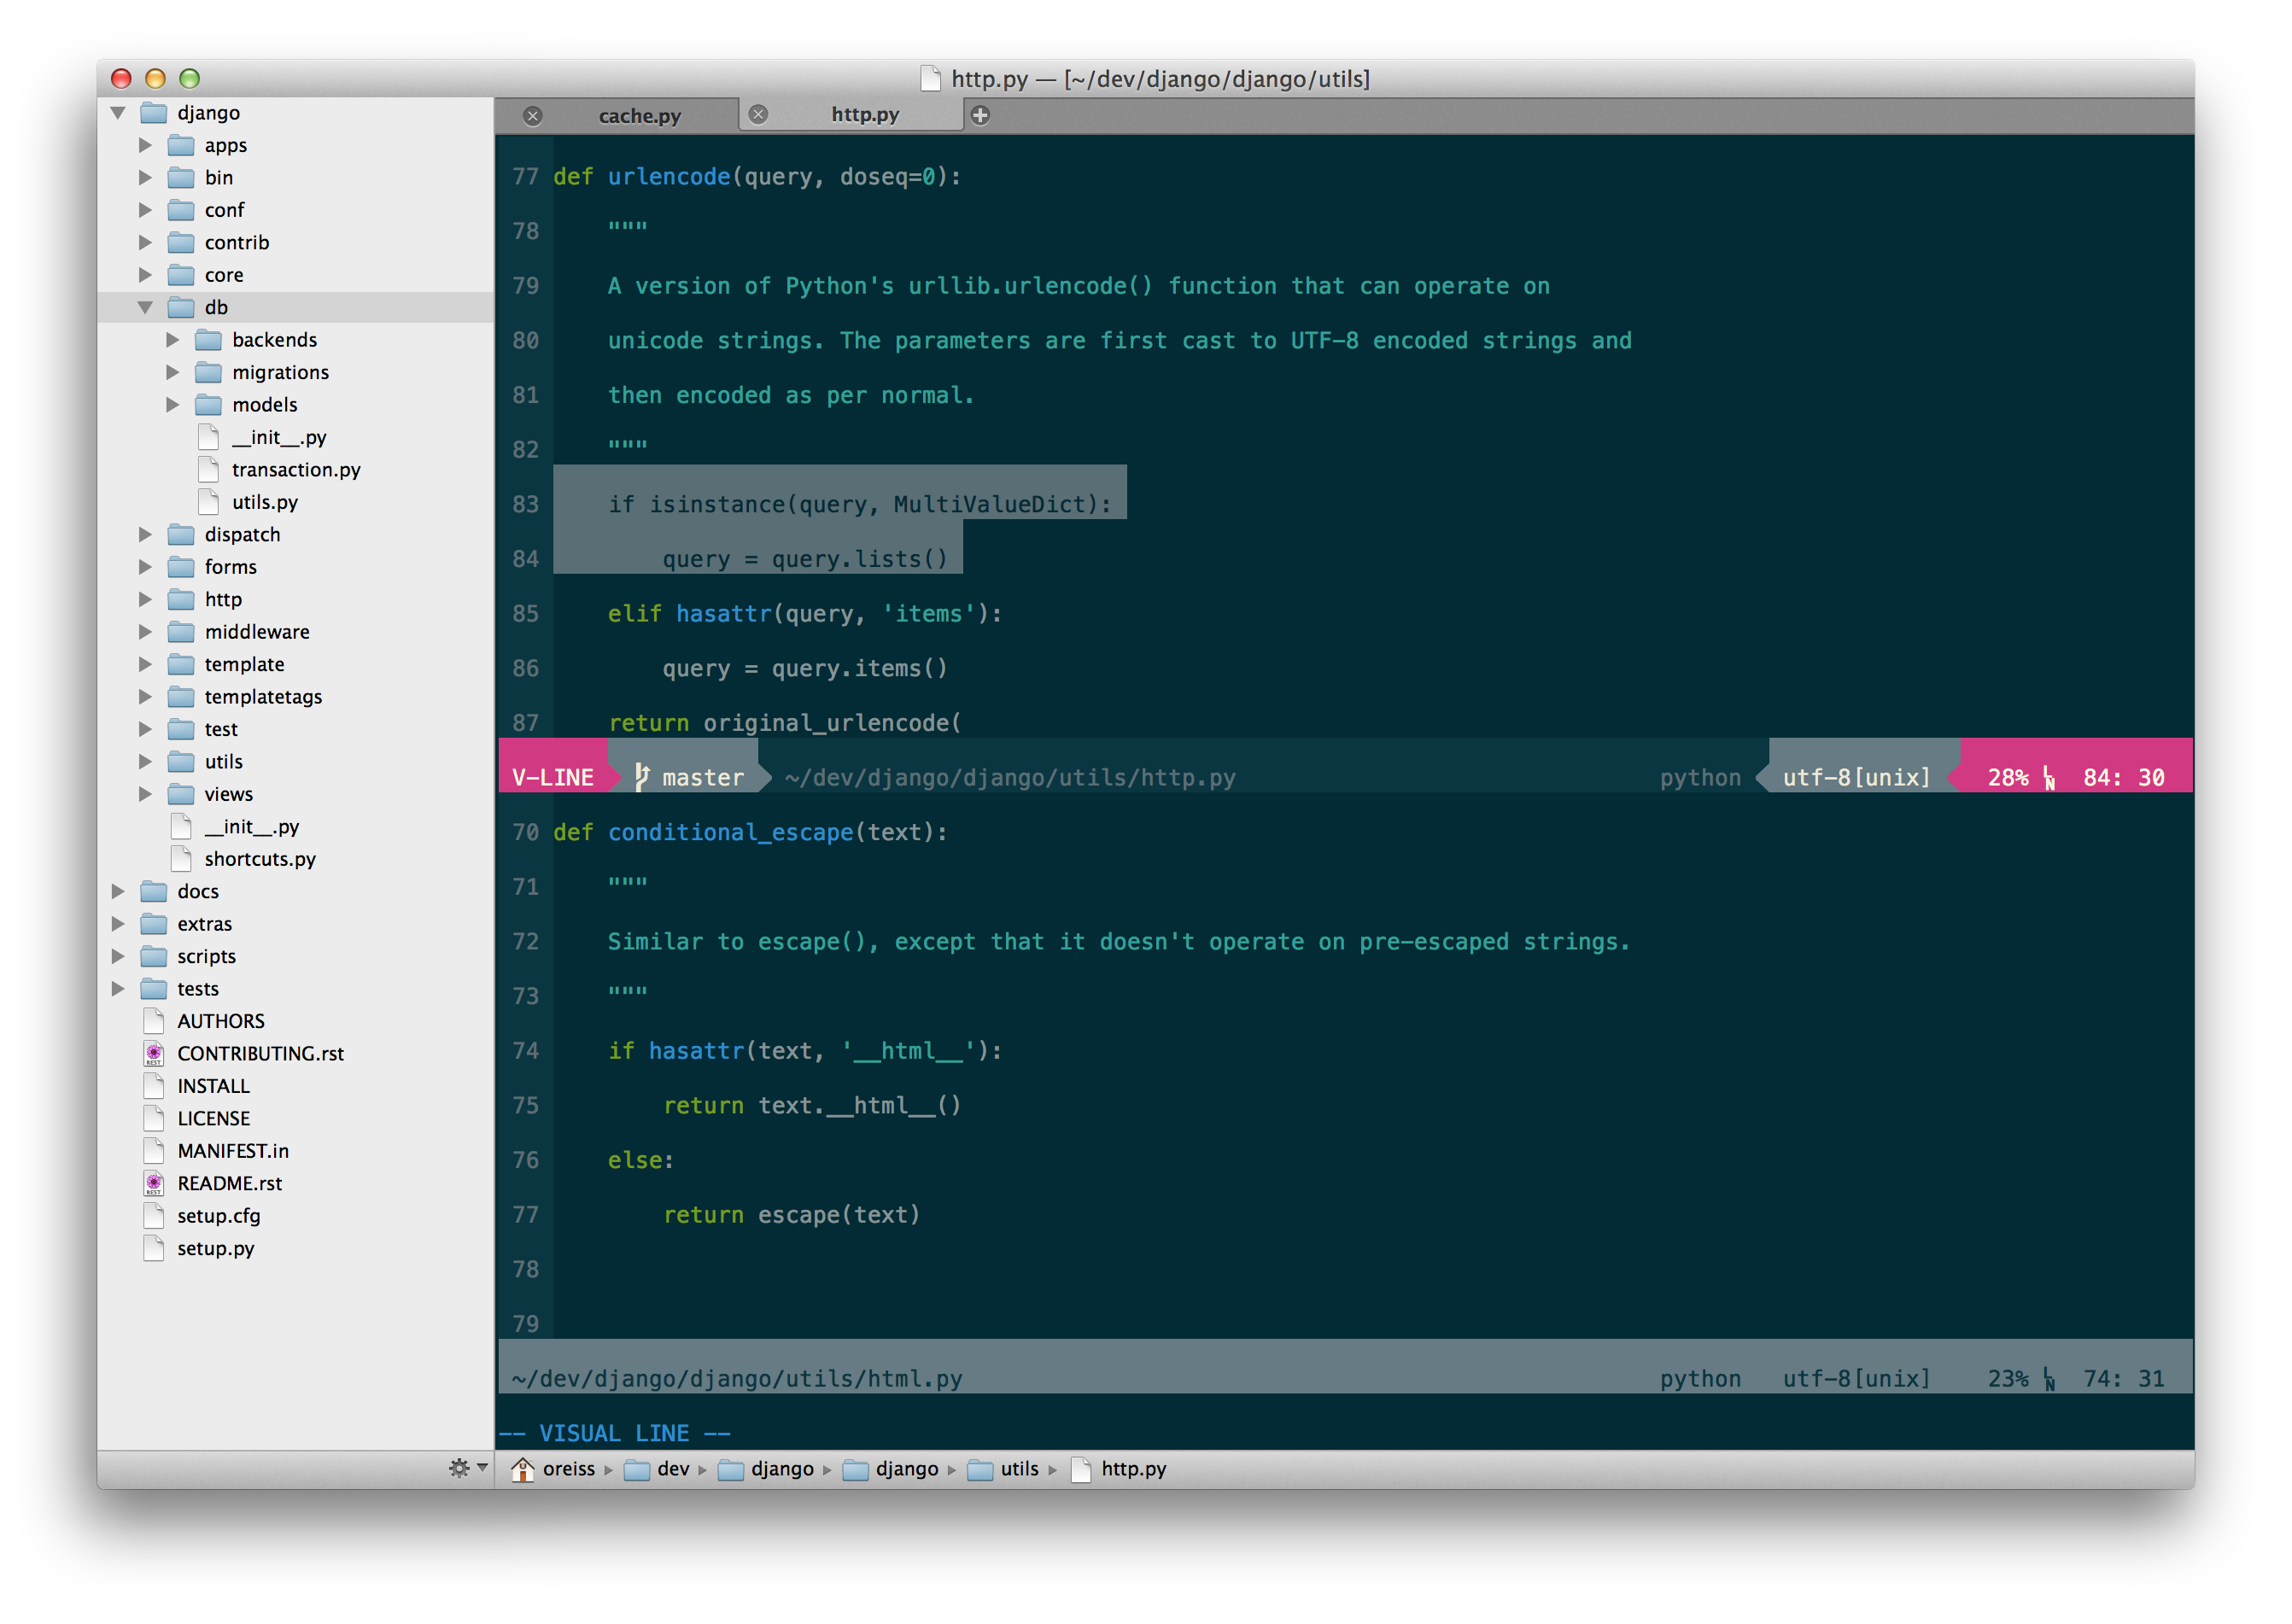 http.py — [~/dev/django/django/utils]
django
apps
bin
conf
contrib
core
db
backends
migrations
models
__init__.py
transaction.py
utils.py
dispatch
forms
http
middleware
template
templatetags
test
utils
views
__init__.py
shortcuts.py
docs
extras
scripts
tests
AUTHORS
CONTRIBUTING.rst
INSTALL
LICENSE
MANIFEST.in
README.rst
setup.cfg
setup.py
cache.py http.py
77 def urlencode(query, doseq=0):
78     """
79     A version of Python's urllib.urlencode() function that can operate on
80     unicode strings. The parameters are first cast to UTF-8 encoded strings and
81     then encoded as per normal.
82     """
83     if isinstance(query, MultiValueDict):
84         query = query.lists()
85     elif hasattr(query, 'items'):
86         query = query.items()
87     return original_urlencode(
V-LINE master ~/dev/django/django/utils/http.py python utf-8[unix] 28% LN 84: 30
70 def conditional_escape(text):
71     """
72     Similar to escape(), except that it doesn't operate on pre-escaped strings.
73     """
74     if hasattr(text, '__html__'):
75         return text.__html__()
76     else:
77         return escape(text)
78
79
~/dev/django/django/utils/html.py python utf-8[unix] 23% LN 74: 31
-- VISUAL LINE --
oreiss dev django django utils http.py